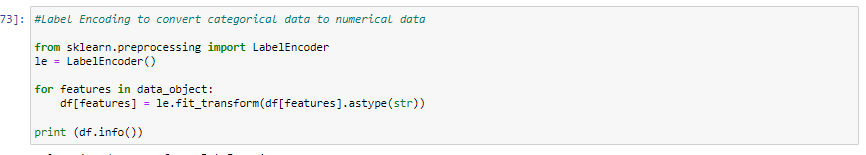 73]: #Label Encoding to convert categorical data to numerical data
from sklearn.preprocessing import LabelEncoder
le = LabelEncoder()
for features in data_object:
    df[features] = le.fit_transform(df[features].astype(str))
print (df.info())